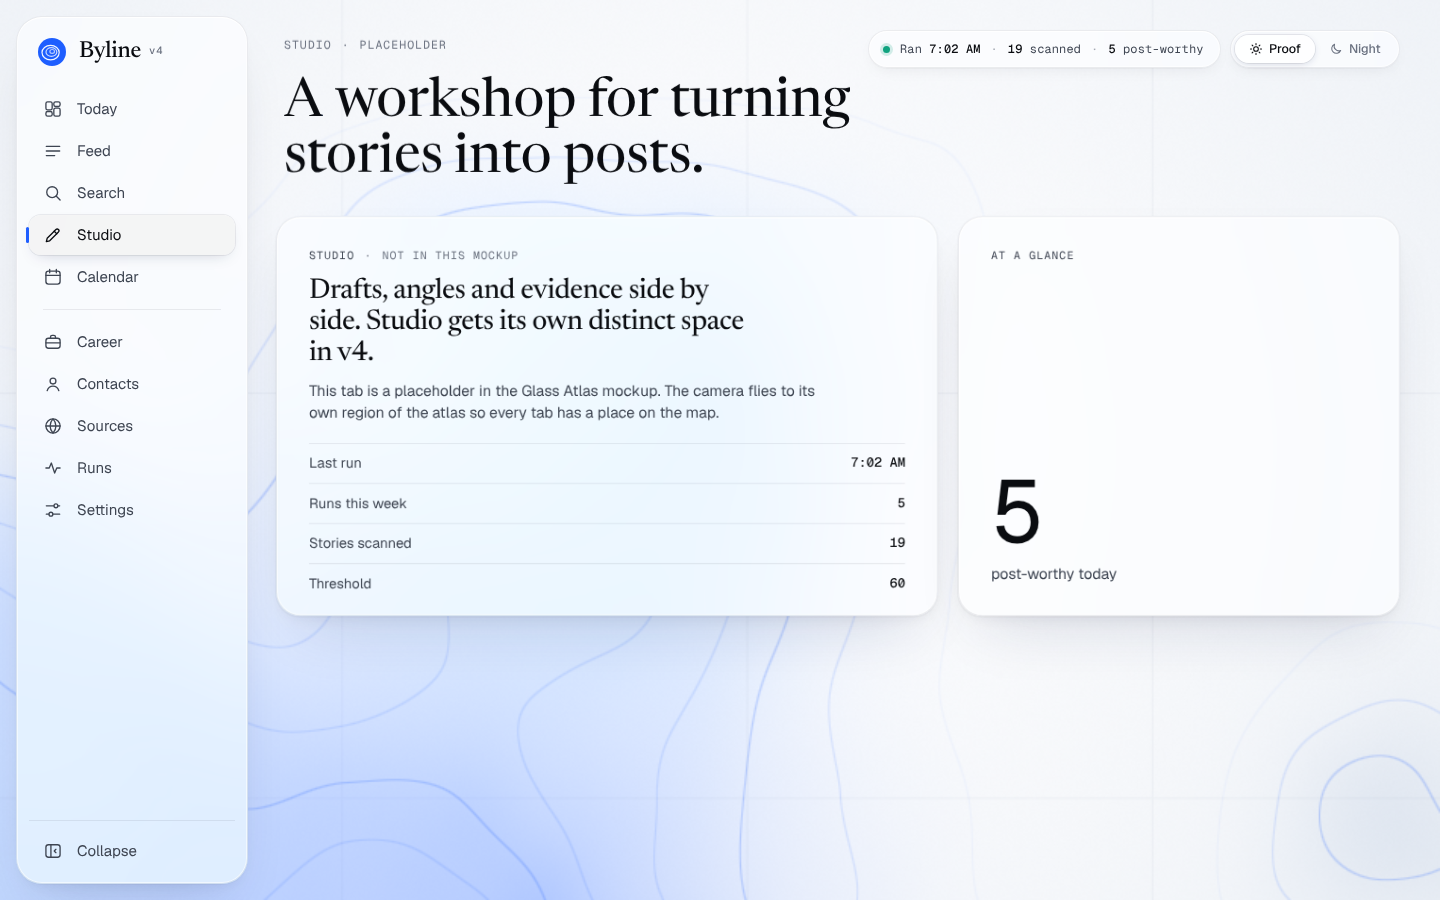 Byline v4
Today
Feed
Search
Studio
Calendar
Career
Contacts
Sources
Runs
Settings
Collapse
STUDIO · PLACEHOLDER
A workshop for turning
stories into posts.
Ran 7:02 AM · 19 scanned · 5 post-worthy
Proof
Night
STUDIO · NOT IN THIS MOCKUP
Drafts, angles and evidence side by
side. Studio gets its own distinct space
in v4.
This tab is a placeholder in the Glass Atlas mockup. The camera flies to its
own region of the atlas so every tab has a place on the map.
Last run 7:02 AM
Runs this week 5
Stories scanned 19
Threshold 60
AT A GLANCE
5
post-worthy today